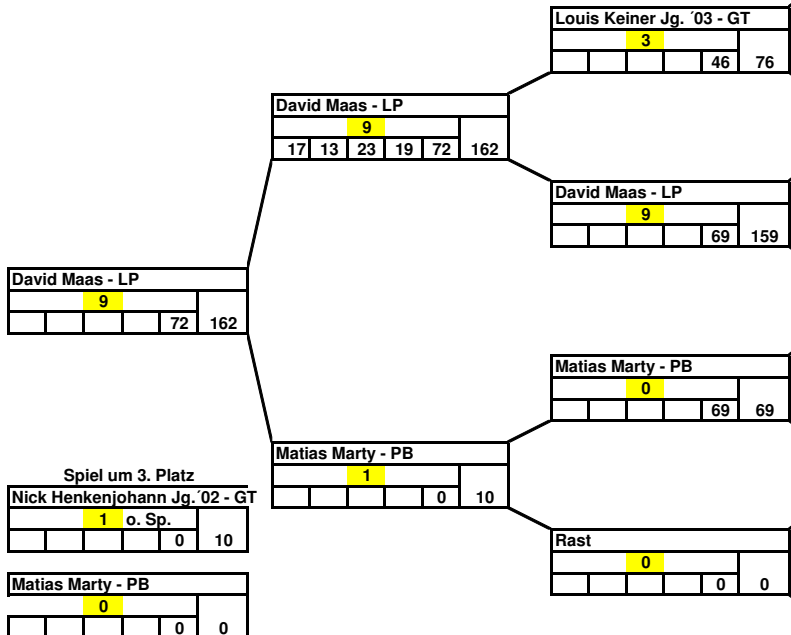 Louis Keiner Jg. ´03 - GT
3
46 76
David Maas - LP
9
17 13 23 19 72 162
David Maas - LP
9
69 159
David Maas - LP
9
72 162
Matias Marty - PB
0
69 69
Matias Marty - PB
1
0 10
Spiel um 3. Platz
Nick Henkenjohann Jg.´02 - GT
1 o. Sp.
0 10
Rast
0
0 0
Matias Marty - PB
0
0 0